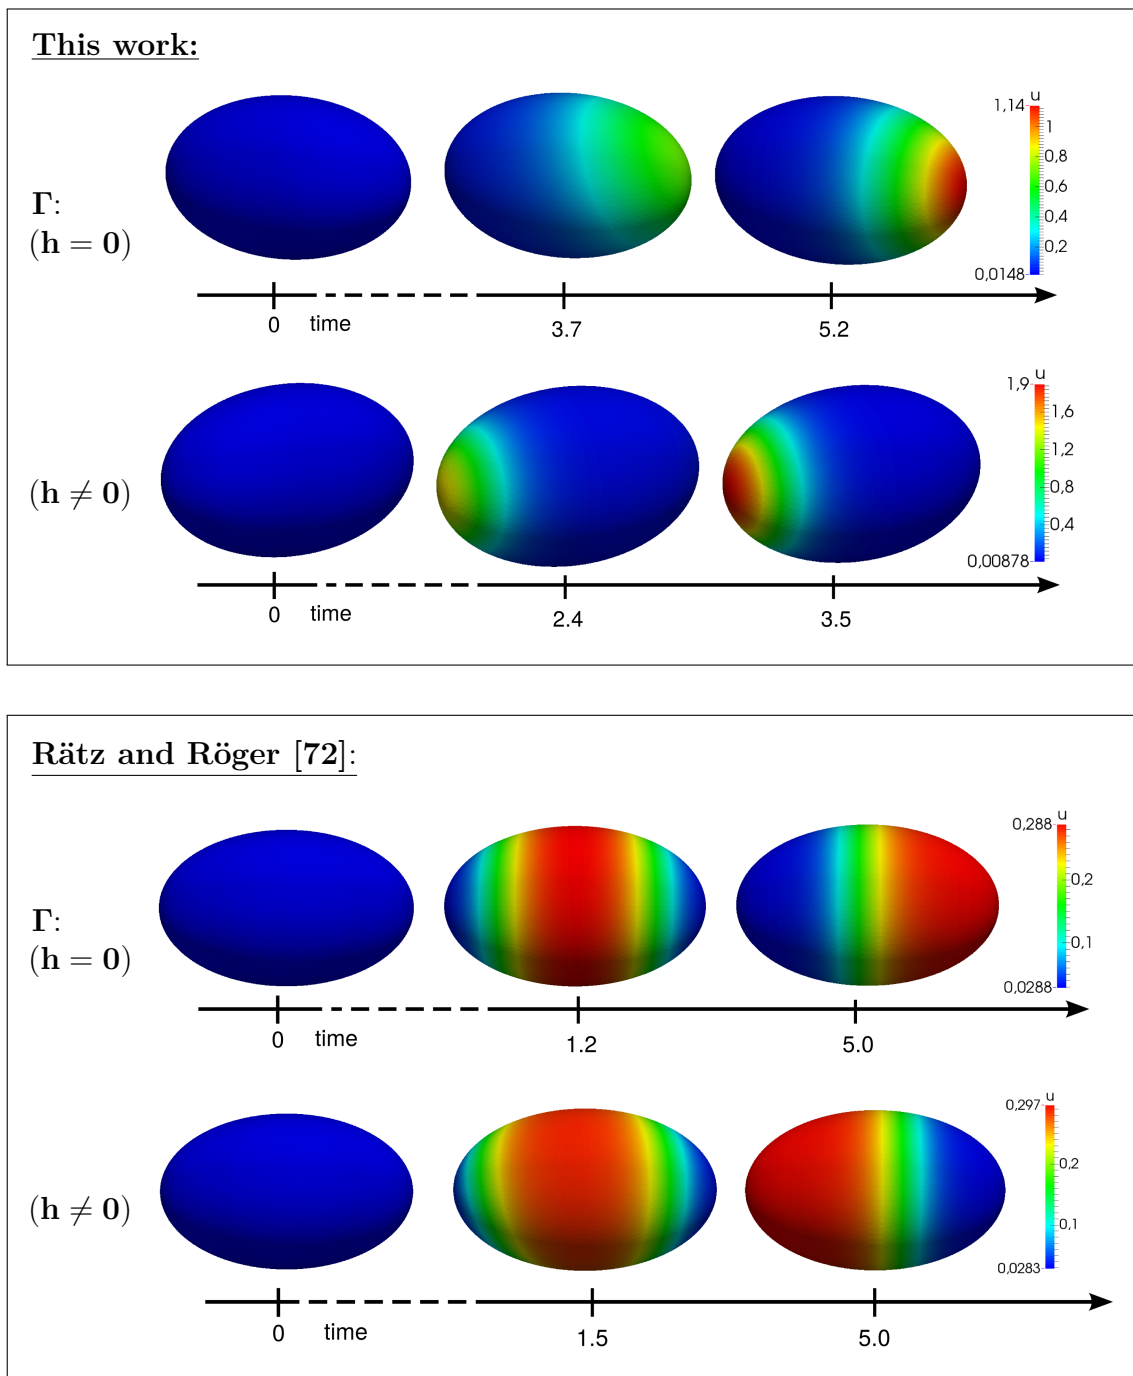 This work:
u
1,14
1
0,8
0,6
0,4
0,2
0,0148
Γ:
(h = 0)
0 time 3.7 5.2
u
1,9
1,6
1,2
0,8
0,4
0,00878
(h ≠ 0)
0 time 2.4 3.5
Rätz and Röger [72]:
u
0,288
0,2
0,1
0,0288
Γ:
(h = 0)
0 time 1.2 5.0
u
0,297
0,2
0,1
0,0283
(h ≠ 0)
0 time 1.5 5.0